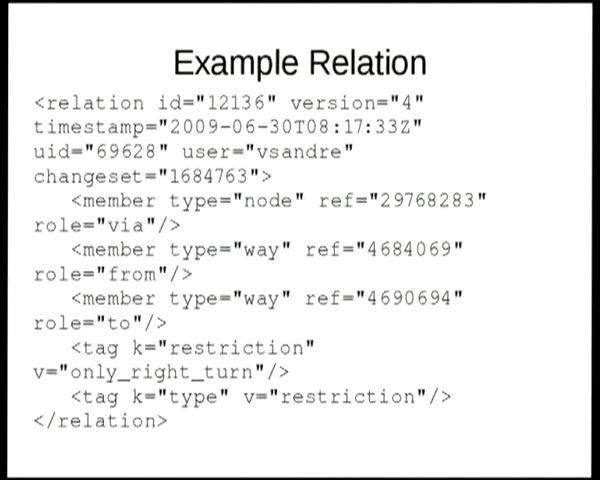 Example Relation
<relation id="12136" version="4"
timestamp="2009-06-30T08:17:33Z"
uid="69628" user="vsandre"
changeset="1684763">
<member type="node" ref="29768283"
role="via"/>
<member type="way" ref="4684069"
role="from"/>
<member type="way" ref="4690694"
role="to"/>
<tag k="restriction"
v="only_right_turn"/>
<tag k="type" v="restriction"/>
</relation>